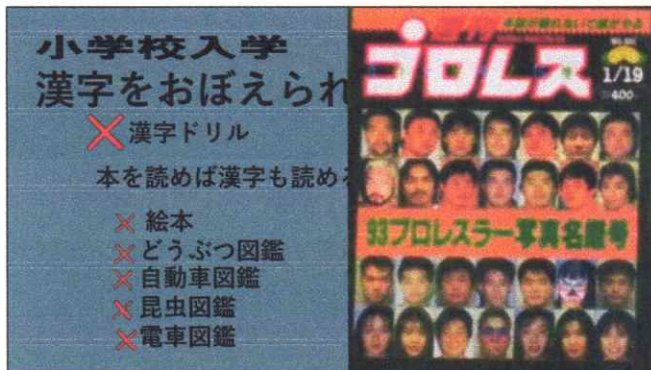 小学校入学
漢字をおぼえられ
漢字ドリル
本を読めば漢字も読める
絵本
どうぶつ図鑑
自動車図鑑
昆虫図鑑
電車図鑑
プロレス
1/19
400
93プロレスラー写真名鑑号